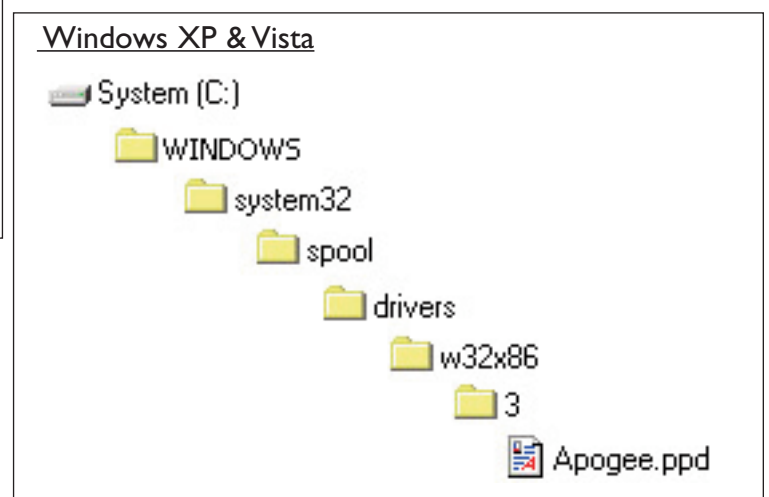 Windows XP & Vista
System (C:)
WINDOWS
system32
spool
drivers
w32x86
3
Apogee.ppd